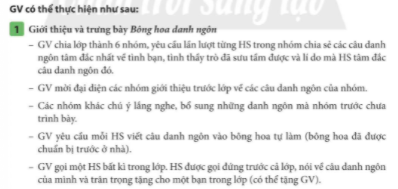 GV có thể thực hiện như sau:
1 Giới thiệu và trưng bày Bông hoa danh ngôn
– GV chia lớp thành 6 nhóm, yêu cầu lần lượt từng HS trong nhóm chia sẻ các câu danh
ngôn tâm đắc nhất về tình bạn, tình thầy trò đã sưu tầm được và lí do mà HS tâm đắc
câu danh ngôn đó.
– GV mời đại diện các nhóm giới thiệu trước lớp về các câu danh ngôn của nhóm.
– Các nhóm khác chú ý lắng nghe, bổ sung những danh ngôn mà nhóm trước chưa
trình bày.
– GV yêu cầu mỗi HS viết câu danh ngôn vào bông hoa tự làm (bông hoa đã được
chuẩn bị trước ở nhà).
– GV gọi một HS bất kì trong lớp. HS được gọi đứng trước cả lớp, nói về câu danh ngôn
của mình và trân trọng tặng cho một bạn trong lớp (có thể tặng GV).